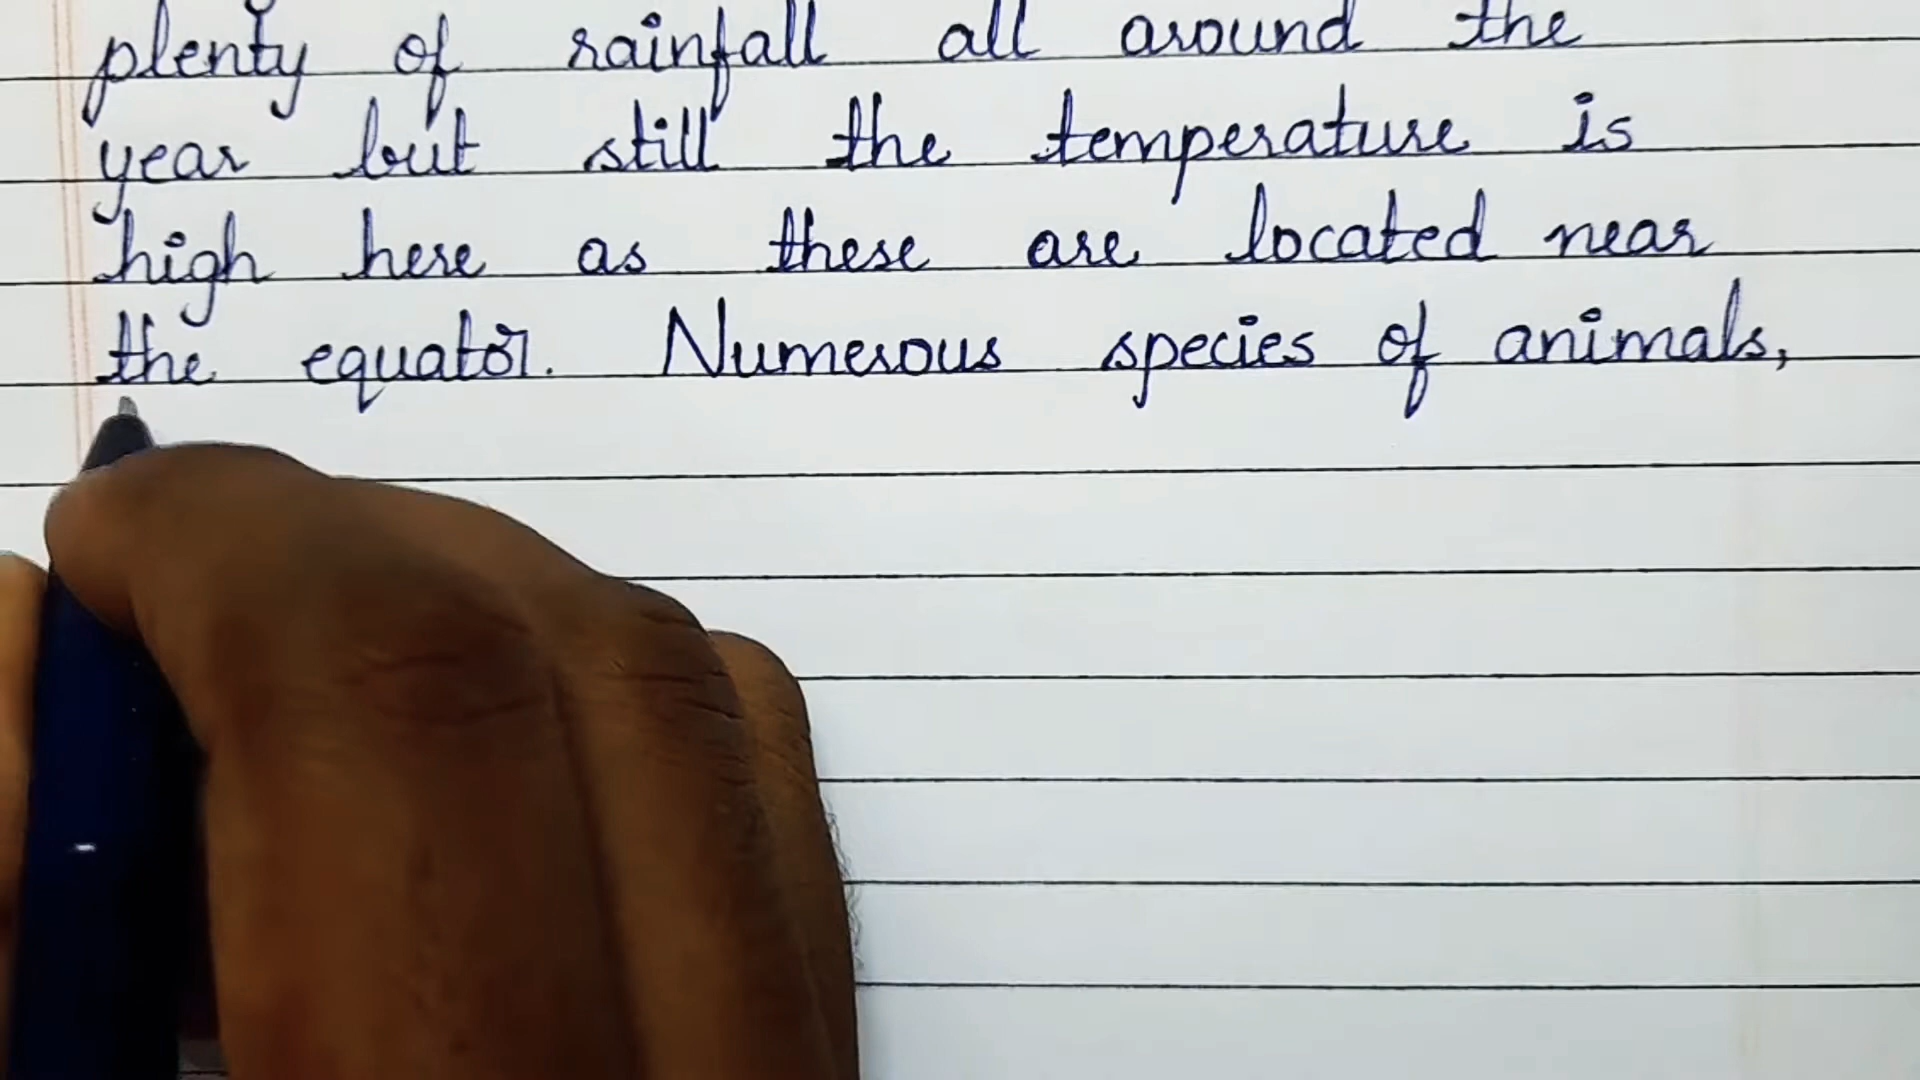 plenty of rainfall all around the
year but still the temperature is
high here as these are located near
the equator. Numerous species of animals,